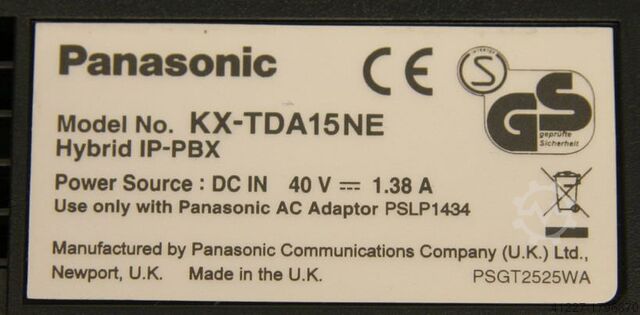 Panasonic
CE
S
GS
geprüfte
Sicherheit
Model No. KX-TDA15NE
Hybrid IP-PBX
Power Source : DC IN 40 V ⎓ 1.38 A
Use only with Panasonic AC Adaptor PSLP1434
Manufactured by Panasonic Communications Company (U.K.) Ltd.,
Newport, U.K. Made in the U.K.
PSGT2525WA